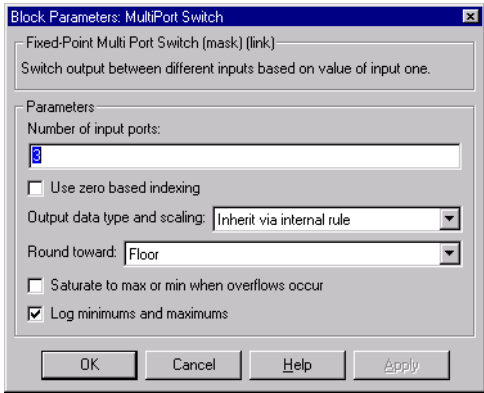 Block Parameters: MultiPort Switch
Fixed-Point Multi Port Switch (mask) (link)
Switch output between different inputs based on value of input one.
Parameters
Number of input ports:
3
Use zero based indexing
Output data type and scaling: Inherit via internal rule
Round toward: Floor
Saturate to max or min when overflows occur
Log minimums and maximums
OK Cancel Help Apply